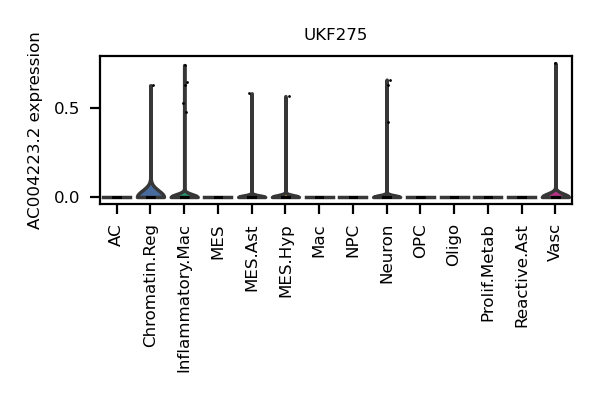 UKF275
AC004223.2 expression
0.5
0.0
AC
Chromatin.Reg
Inflammatory.Mac
MES
MES.Ast
MES.Hyp
Mac
NPC
Neuron
OPC
Oligo
Prolif.Metab
Reactive.Ast
Vasc